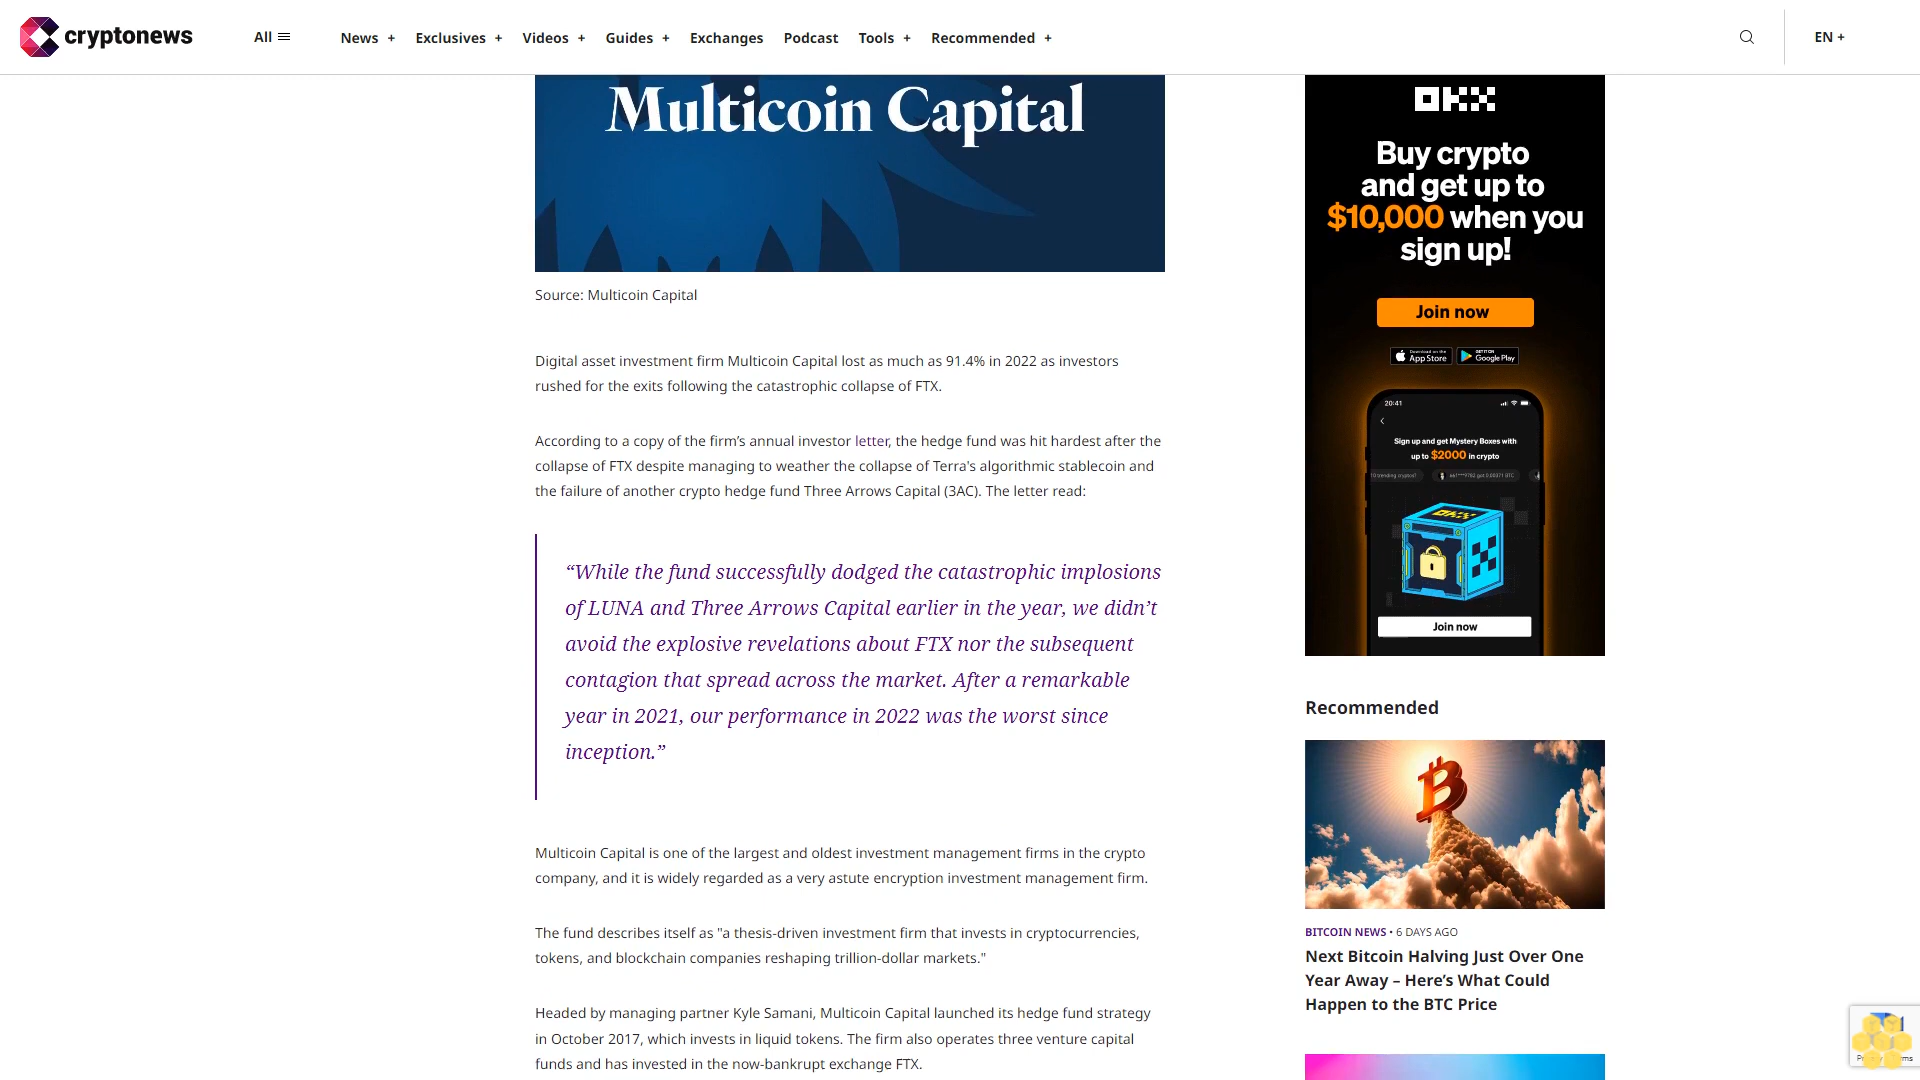 cryptonews
All
News +
Exclusives +
Videos +
Guides +
Exchanges
Podcast
Tools +
Recommended +
EN +
Multicoin Capital
Source: Multicoin Capital
Digital asset investment firm Multicoin Capital lost as much as 91.4% in 2022 as investors
rushed for the exits following the catastrophic collapse of FTX.
According to a copy of the firm’s annual investor letter, the hedge fund was hit hardest after the
collapse of FTX despite managing to weather the collapse of Terra's algorithmic stablecoin and
the failure of another crypto hedge fund Three Arrows Capital (3AC). The letter read:
“While the fund successfully dodged the catastrophic implosions
of LUNA and Three Arrows Capital earlier in the year, we didn’t
avoid the explosive revelations about FTX nor the subsequent
contagion that spread across the market. After a remarkable
year in 2021, our performance in 2022 was the worst since
inception.”
Multicoin Capital is one of the largest and oldest investment management firms in the crypto
company, and it is widely regarded as a very astute encryption investment management firm.
The fund describes itself as "a thesis-driven investment firm that invests in cryptocurrencies,
tokens, and blockchain companies reshaping trillion-dollar markets."
Headed by managing partner Kyle Samani, Multicoin Capital launched its hedge fund strategy
in October 2017, which invests in liquid tokens. The firm also operates three venture capital
funds and has invested in the now-bankrupt exchange FTX.
OKX
Buy crypto
and get up to
$10,000 when you
sign up!
Join now
Download on the
App Store
GET IT ON
Google Play
20:41
Sign up and get Mystery Boxes with
up to $2000 in crypto
trending cryptos?
got 0.00371 BTC
OKX
Join now
Recommended
BITCOIN NEWS • 6 DAYS AGO
Next Bitcoin Halving Just Over One
Year Away – Here’s What Could
Happen to the BTC Price